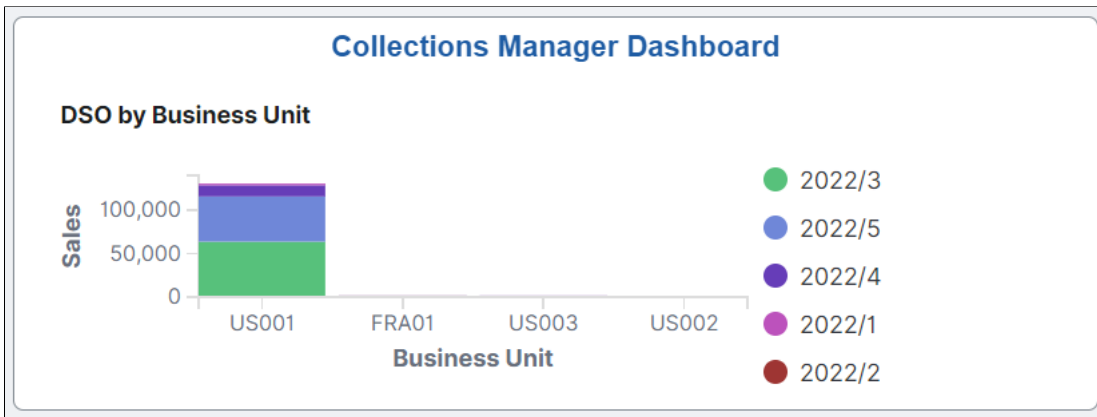 Collections Manager Dashboard
DSO by Business Unit
Sales
100,000
50,000
0
US001 FRA01 US003 US002
Business Unit
2022/3
2022/5
2022/4
2022/1
2022/2